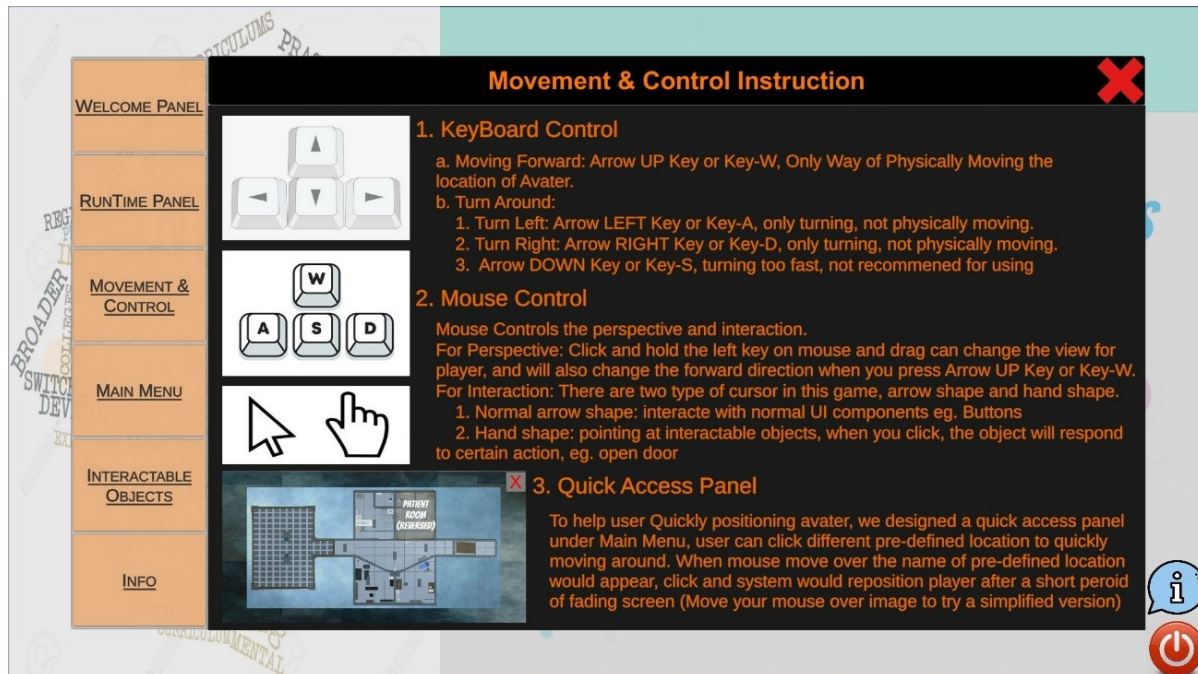 CURRICULUMS
WELCOME PANEL
RUNTIME PANEL
MOVEMENT &
CONTROL
MAIN MENU
INTERACTABLE
OBJECTS
INFO
BROADER
COLLEGES
Movement & Control Instruction
1. KeyBoard Control
a. Moving Forward: Arrow UP Key or Key-W, Only Way of Physically Moving the
location of Avater.
b. Turn Around:
1. Turn Left: Arrow LEFT Key or Key-A, only turning, not physically moving.
2. Turn Right: Arrow RIGHT Key or Key-D, only turning, not physically moving.
3. Arrow DOWN Key or Key-S, turning too fast, not recommened for using
W
A S D
2. Mouse Control
Mouse Controls the perspective and interaction.
For Perspective: Click and hold the left key on mouse and drag can change the view for
player, and will also change the forward direction when you press Arrow UP Key or Key-W.
For Interaction: There are two type of cursor in this game, arrow shape and hand shape.
1. Normal arrow shape: interacte with normal UI components eg. Buttons
2. Hand shape: pointing at interactable objects, when you click, the object will respond
to certain action, eg. open door
PATIENT
ROOM
(REVERSED)
X
3. Quick Access Panel
To help user Quickly positioning avater, we designed a quick access panel
under Main Menu, user can click different pre-defined location to quickly
moving around. When mouse move over the name of pre-defined location
would appear, click and system would reposition player after a short peroid
of fading screen (Move your mouse over image to try a simplified version)
i